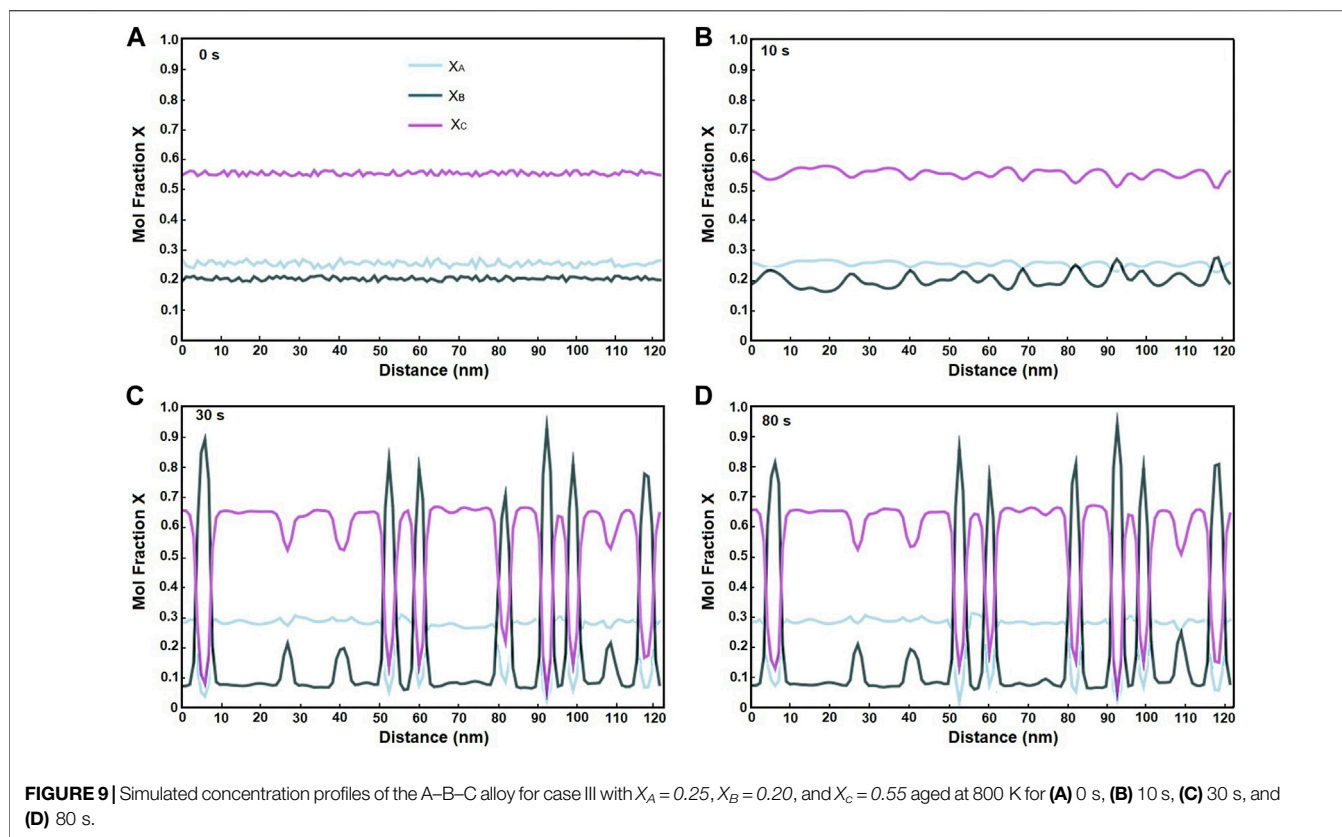 A
1.0
0.9
0.8
0.7
0.6
0.5
0.4
0.3
0.2
0.1
0
0 s
XA
XB
XC
Mol Fraction X
0 10 20 30 40 50 60 70 80 90 100 110 120
Distance (nm)
B
1.0
0.9
0.8
0.7
0.6
0.5
0.4
0.3
0.2
0.1
0
10 s
Mol Fraction X
0 10 20 30 40 50 60 70 80 90 100 110 120
Distance (nm)
C
1.0
0.9
0.8
0.7
0.6
0.5
0.4
0.3
0.2
0.1
0
30 s
Mol Fraction X
0 10 20 30 40 50 60 70 80 90 100 110 120
Distance (nm)
D
1.0
0.9
0.8
0.7
0.6
0.5
0.4
0.3
0.2
0.1
0
80 s
Mol Fraction X
0 10 20 30 40 50 60 70 80 90 100 110 120
Distance (nm)
FIGURE 9 | Simulated concentration profiles of the A–B–C alloy for case III with XA = 0.25, XB = 0.20, and Xc = 0.55 aged at 800 K for (A) 0 s, (B) 10 s, (C) 30 s, and
(D) 80 s.